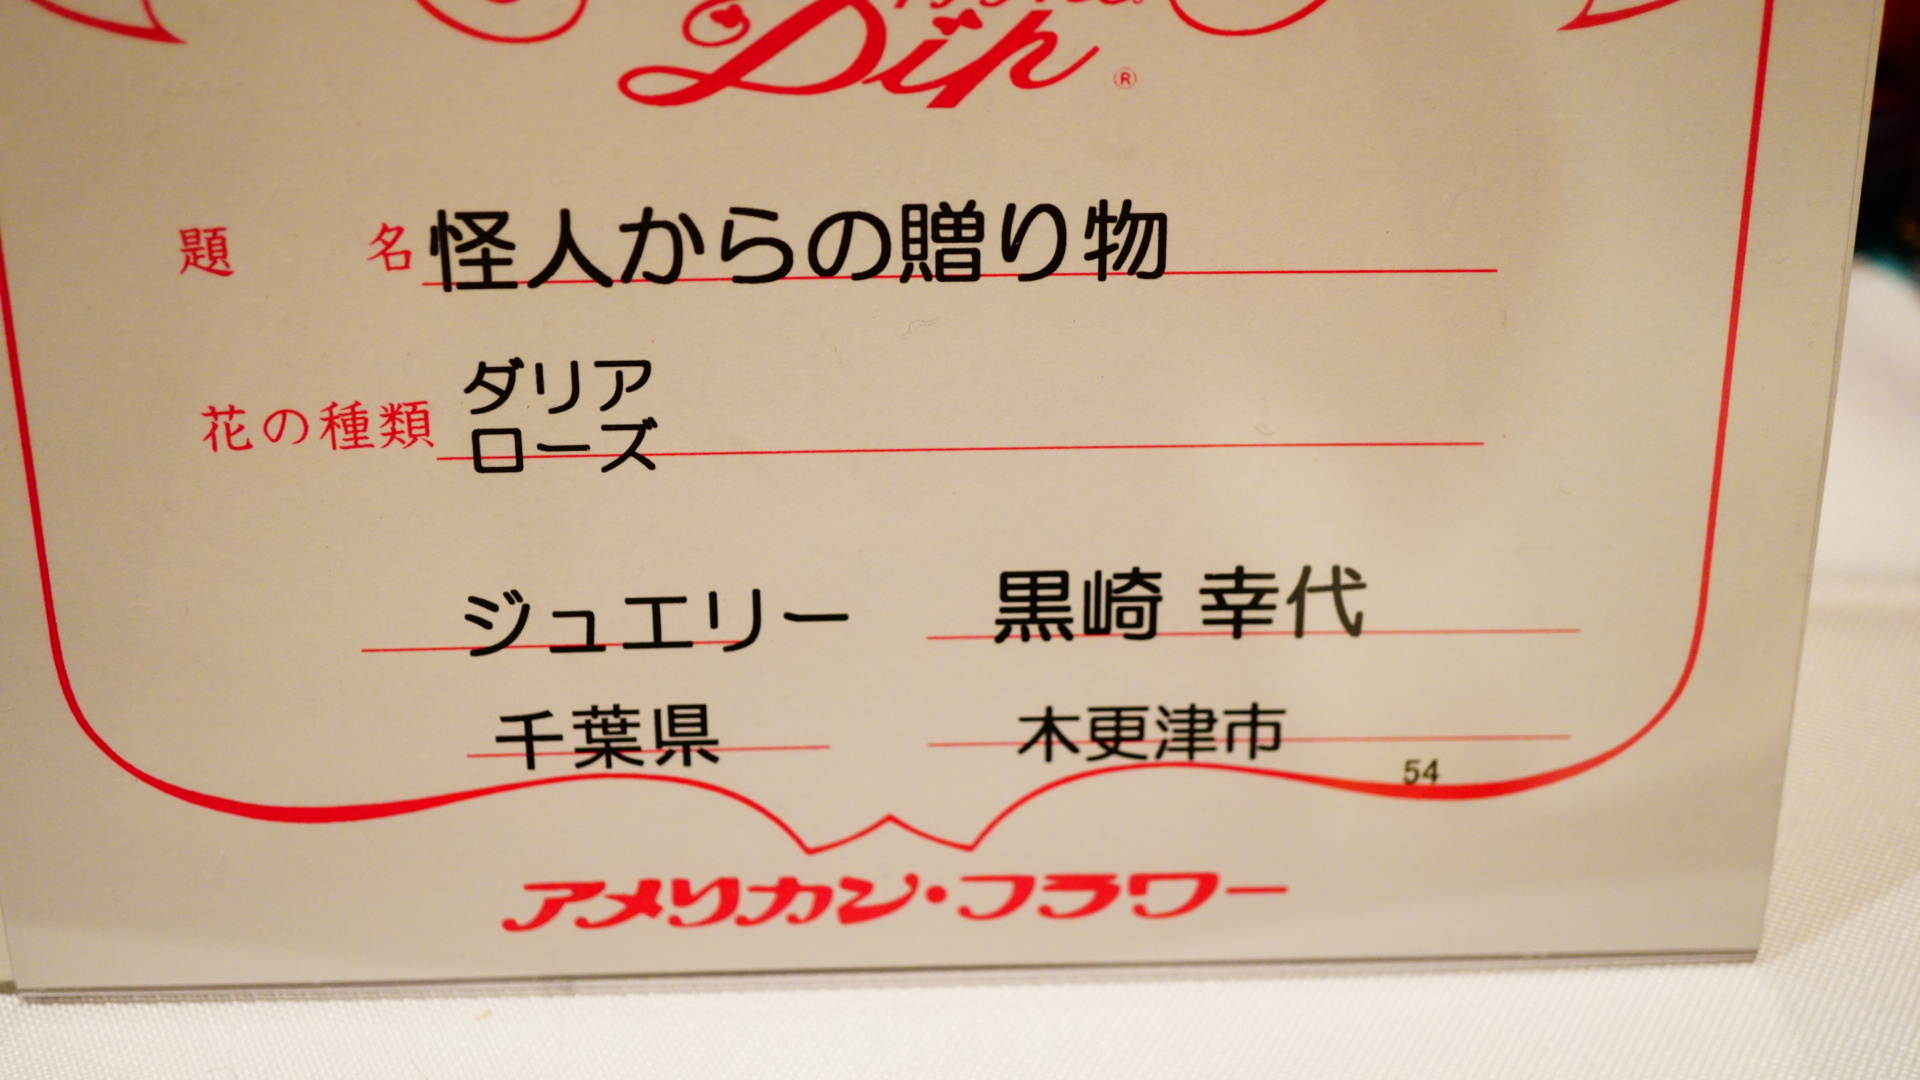 Dip ®
題 名 怪人からの贈り物
花の種類 ダリア
ローズ
ジュエリー 黒崎 幸代
千葉県 木更津市
54
アメリカン・フラワー